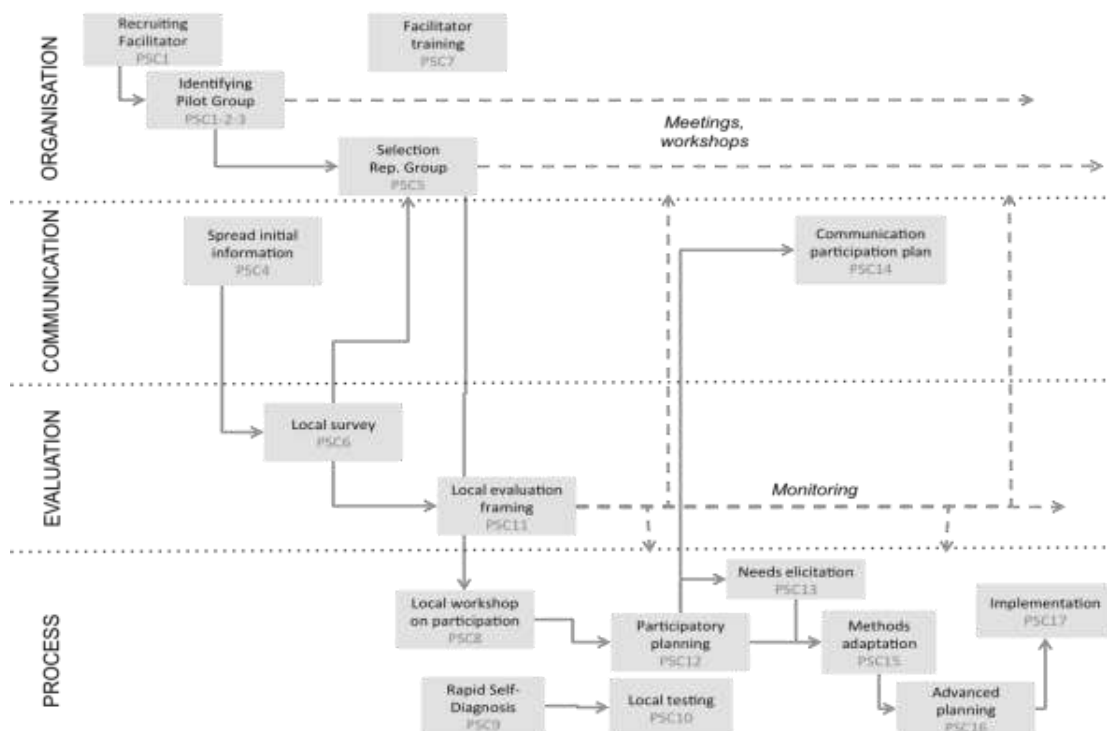 ORGANISATION
Recruiting
Facilitator
PSC1
Facilitator
training
PSC7
Identifying
Pilot Group
PSC1-2-3
Meetings,
workshops
Selection
Rep. Group
PSC5
COMMUNICATION
Spread initial
information
PSC4
Communication
participation plan
PSC14
EVALUATION
Local survey
PSC6
Local evaluation
framing
PSC11
Monitoring
PROCESS
Needs elicitation
PSC13
Local workshop
on participation
PSC8
Participatory
planning
PSC12
Methods
adaptation
PSC15
Implementation
PSC17
Rapid Self-
Diagnosis
PSC9
Local testing
PSC10
Advanced
planning
PSC16